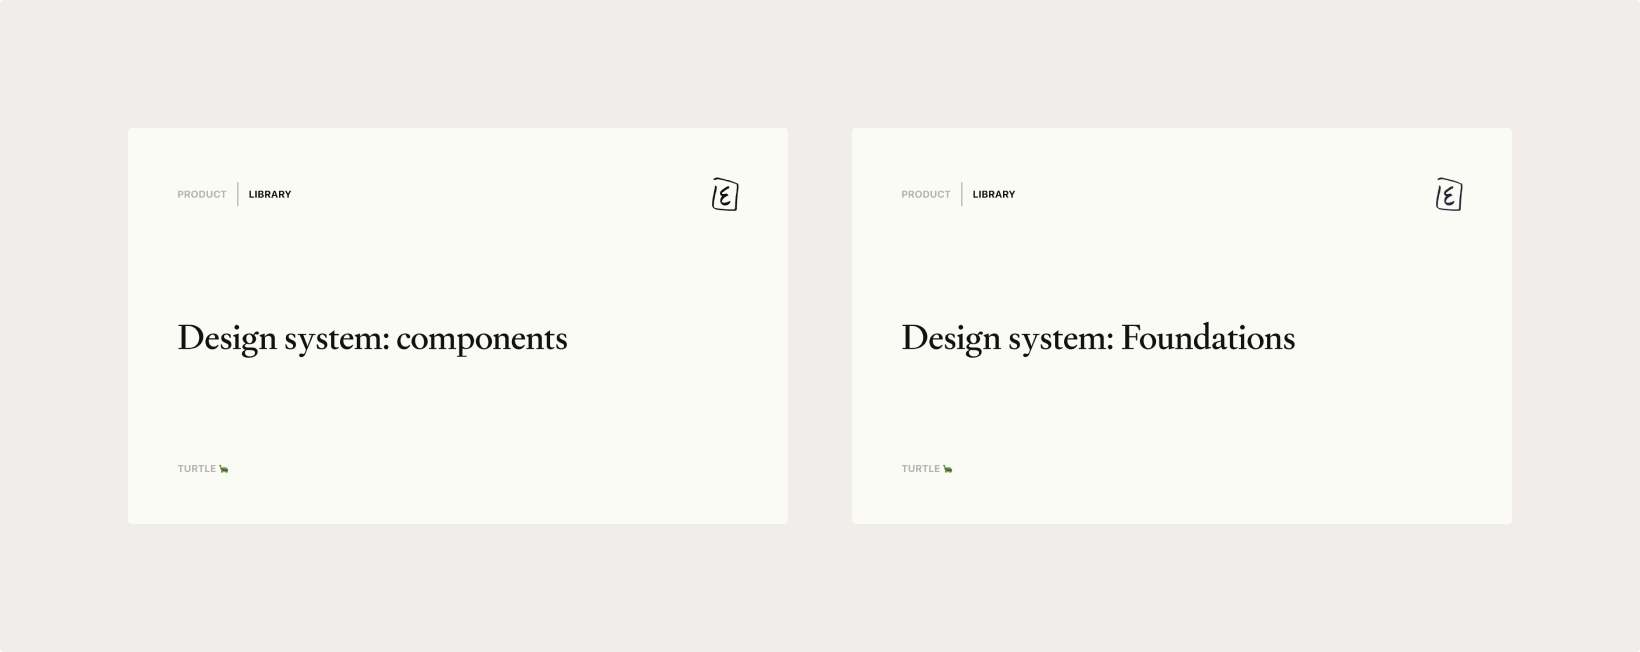 PRODUCT | LIBRARY
Design system: components
TURTLE 🐢
PRODUCT | LIBRARY
Design system: Foundations
TURTLE 🐢